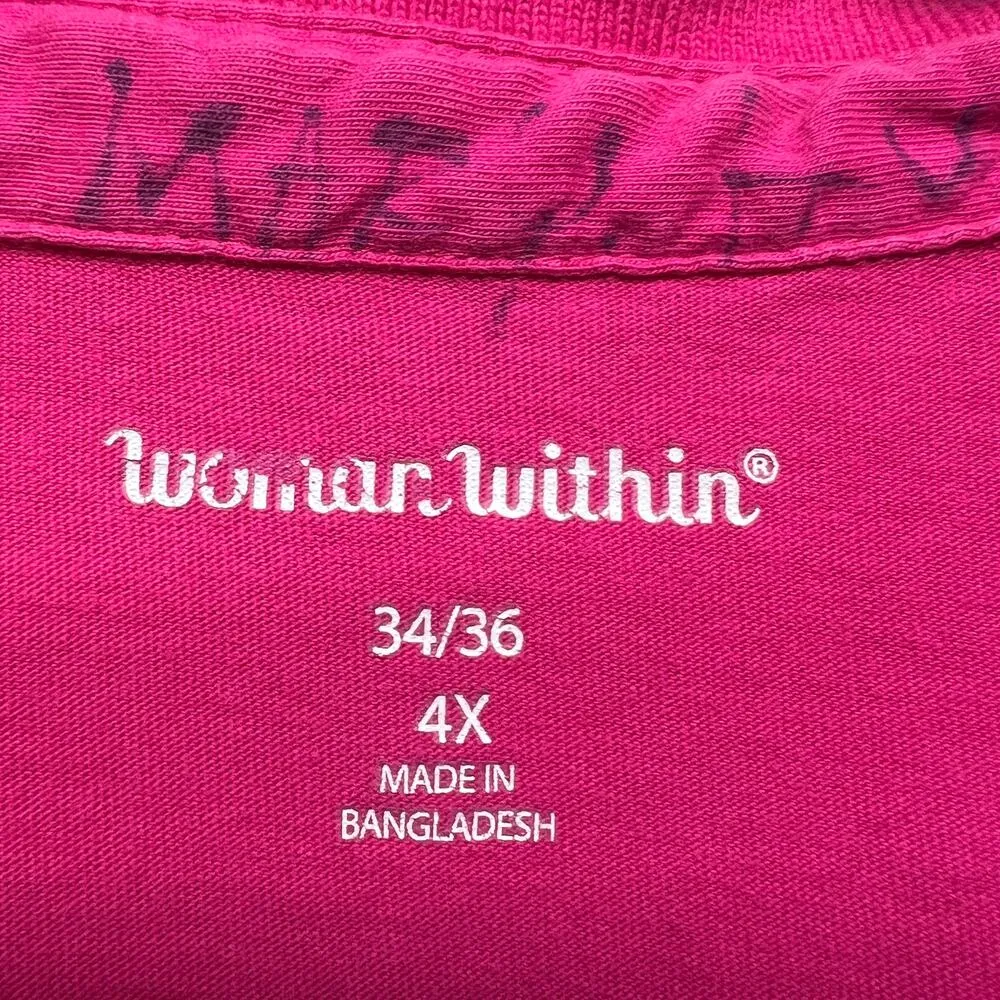 Woman Within®
34/36
4X
MADE IN
BANGLADESH